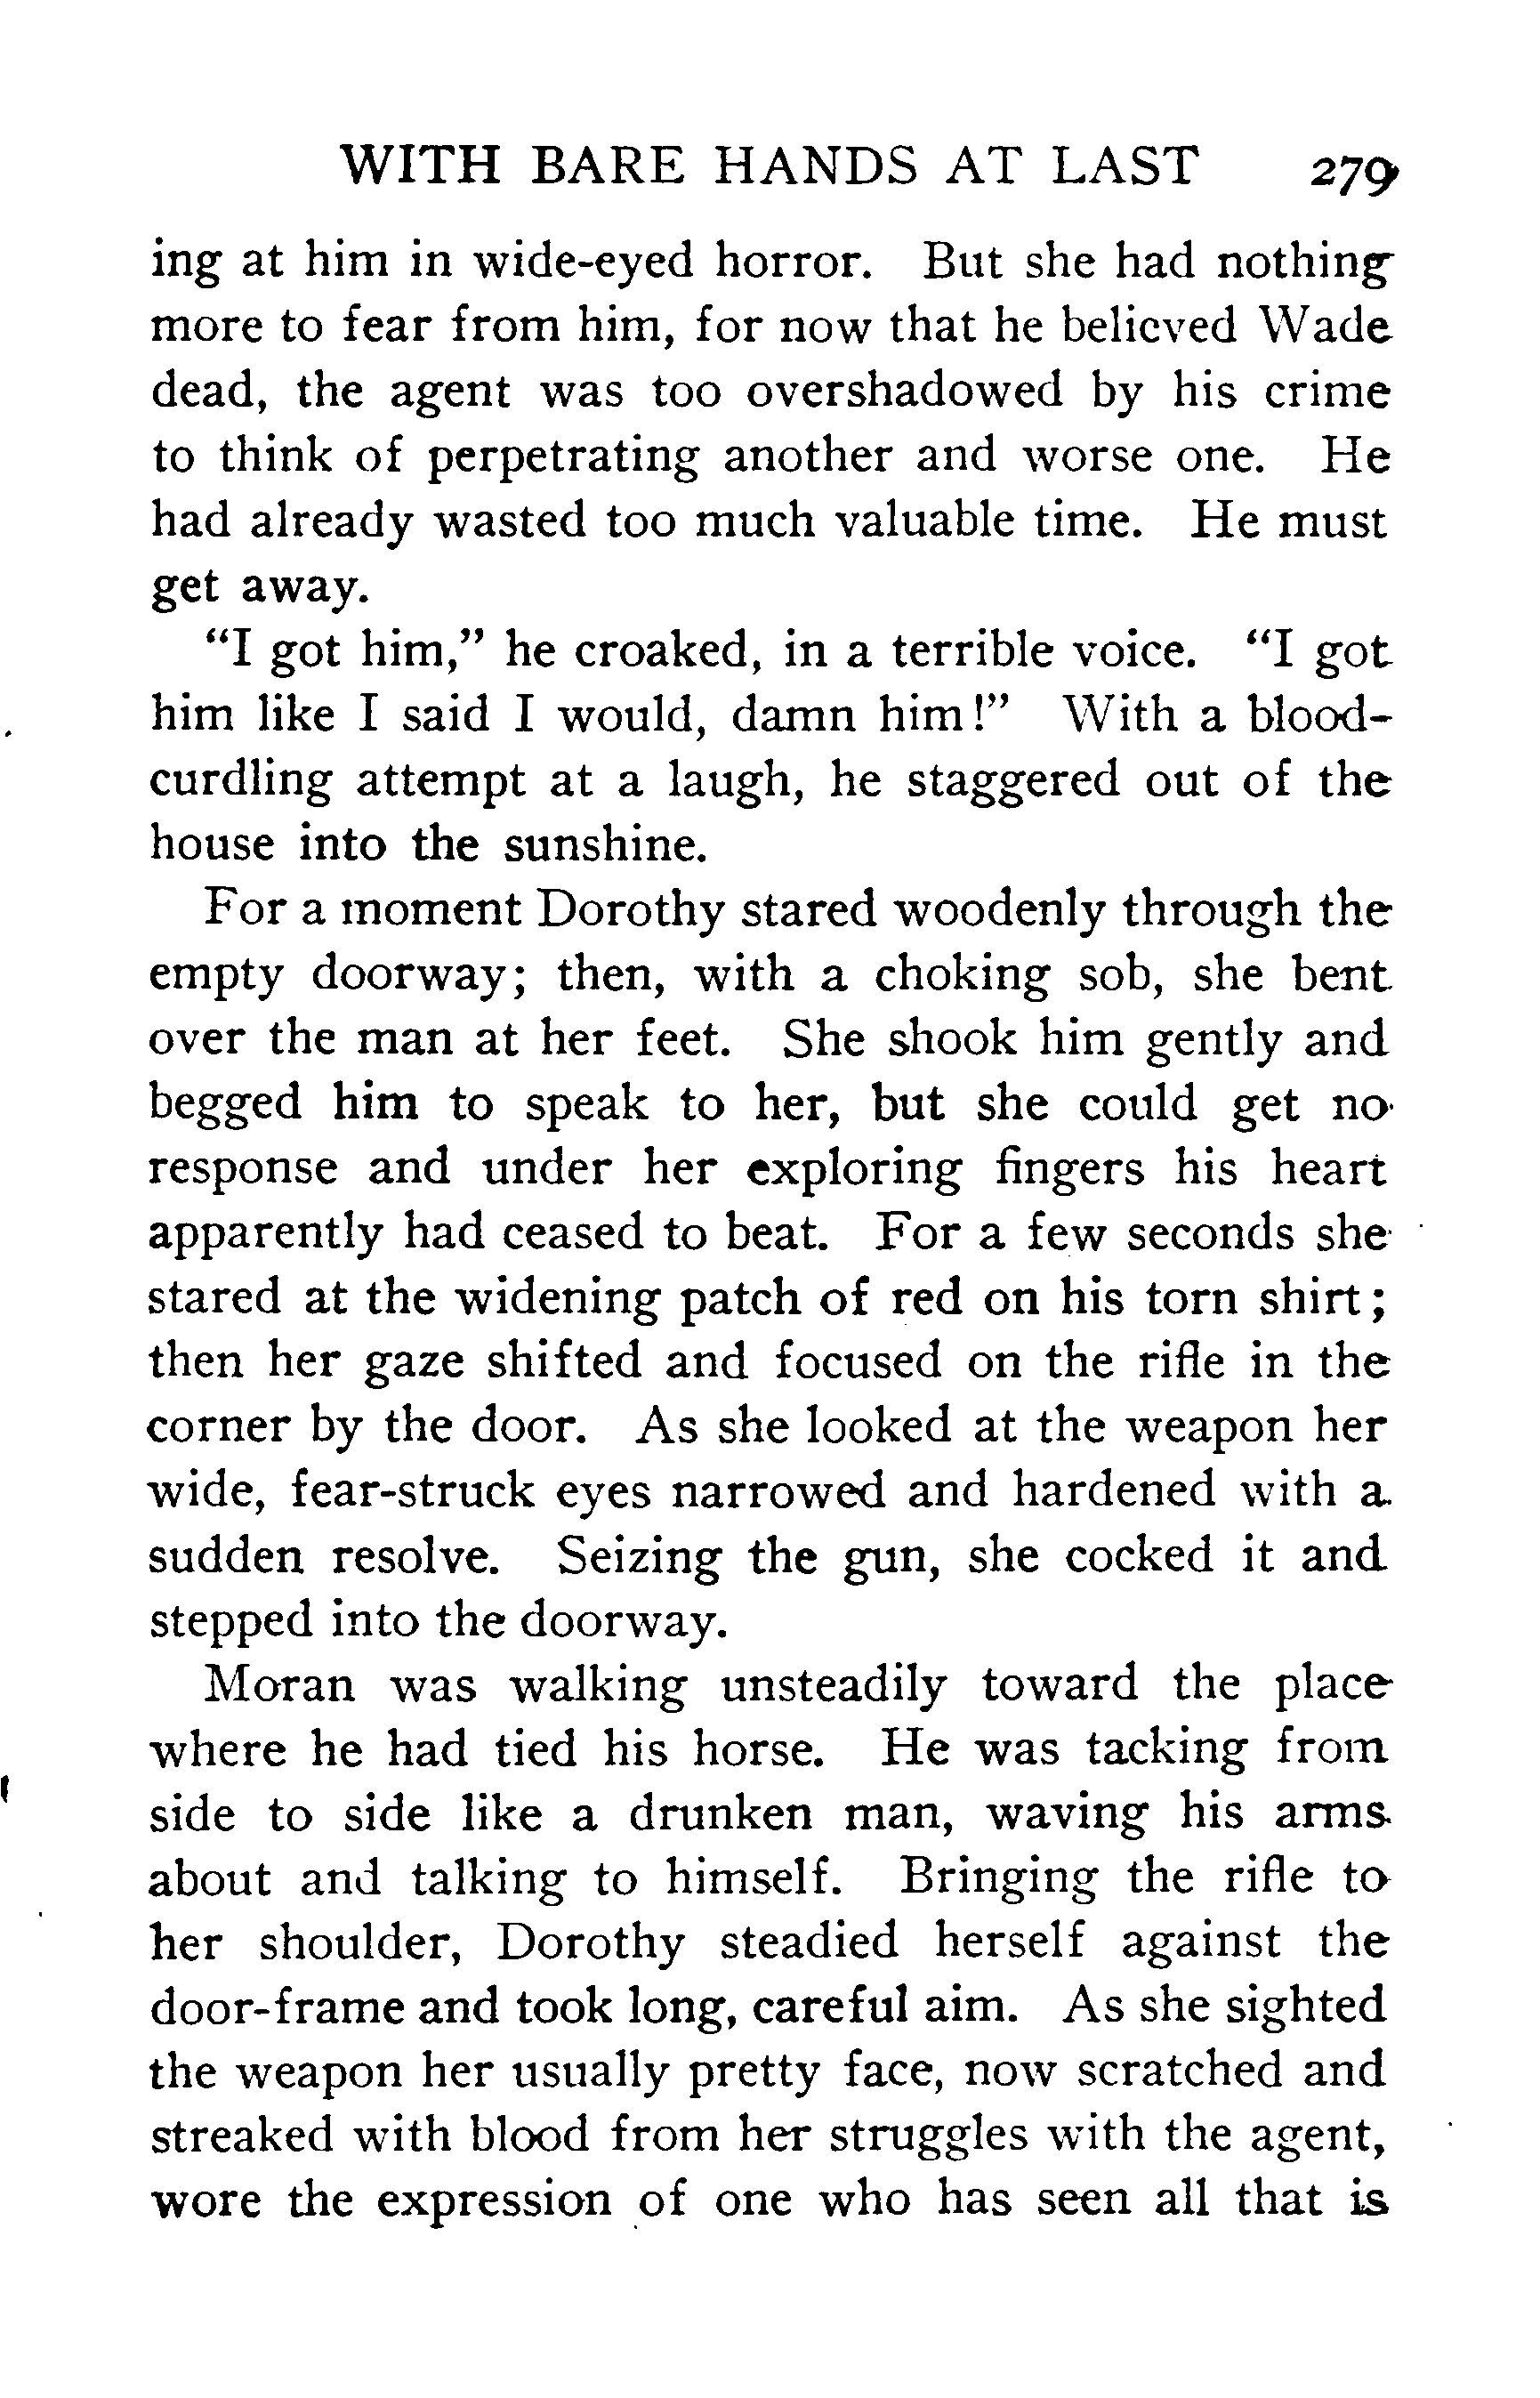 WITH BARE HANDS AT LAST 279
ing at him in wide-eyed horror. But she had nothing
more to fear from him, for now that he believed Wade
dead, the agent was too overshadowed by his crime
to think of perpetrating another and worse one. He
had already wasted too much valuable time. He must
get away.
"I got him," he croaked, in a terrible voice. "I got
him like I said I would, damn him!" With a blood-
curdling attempt at a laugh, he staggered out of the
house into the sunshine.
For a moment Dorothy stared woodenly through the
empty doorway; then, with a choking sob, she bent
over the man at her feet. She shook him gently and
begged him to speak to her, but she could get no
response and under her exploring fingers his heart
apparently had ceased to beat. For a few seconds she
stared at the widening patch of red on his torn shirt;
then her gaze shifted and focused on the rifle in the
corner by the door. As she looked at the weapon her
wide, fear-struck eyes narrowed and hardened with a
sudden resolve. Seizing the gun, she cocked it and
stepped into the doorway.
Moran was walking unsteadily toward the place
where he had tied his horse. He was tacking from
side to side like a drunken man, waving his arms
about and talking to himself. Bringing the rifle to
her shoulder, Dorothy steadied herself against the
door-frame and took long, careful aim. As she sighted
the weapon her usually pretty face, now scratched and
streaked with blood from her struggles with the agent,
wore the expression of one who has seen all that is